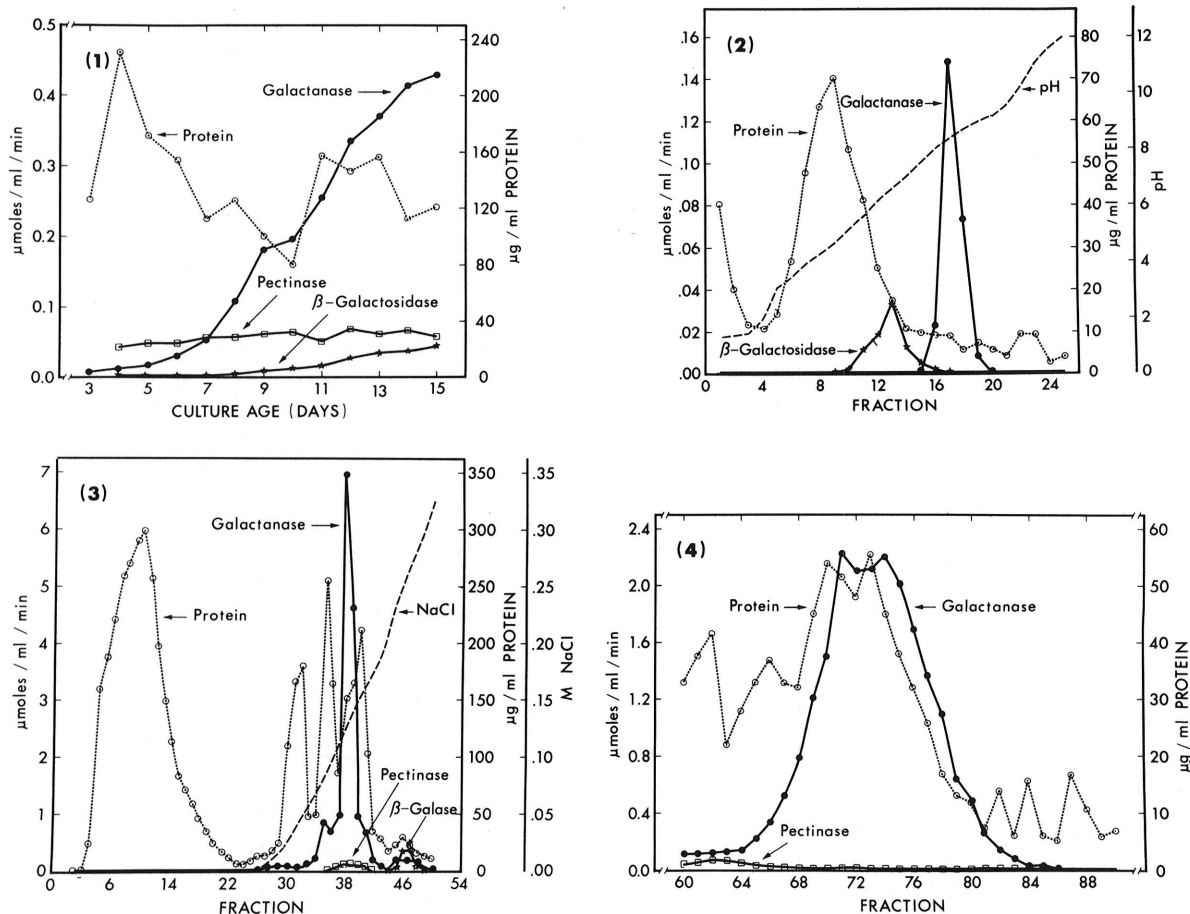 (1)
0.5
0.4
0.3
0.2
0.1
0.0
μmoles / ml / min
240
200
160
120
80
40
0
μg / ml PROTEIN
Galactanase
Protein
Pectinase
β-Galactosidase
3 5 7 9 11 13 15
CULTURE AGE (DAYS)
(2)
.16
.14
.12
.10
.08
.06
.04
.02
.00
μmoles / ml / min
80
70
60
50
40
30
20
10
0
μg / ml PROTEIN
12
10
8
6
4
2
0
pH
Galactanase
pH
Protein
β-Galactosidase
0 4 8 12 16 20 24
FRACTION
(3)
7
6
5
4
3
2
1
0
μmoles / ml / min
350
300
250
200
150
100
50
0
μg / ml PROTEIN
.35
.30
.25
.20
.15
.10
.05
.00
M NaCl
Galactanase
Protein
NaCl
Pectinase
β-Galase
0 6 14 22 30 38 46 54
FRACTION
(4)
2.4
2.0
1.6
1.2
0.8
0.4
0.0
μmoles / ml / min
60
50
40
30
20
10
0
μg / ml PROTEIN
Protein
Galactanase
Pectinase
60 64 68 72 76 80 84 88
FRACTION